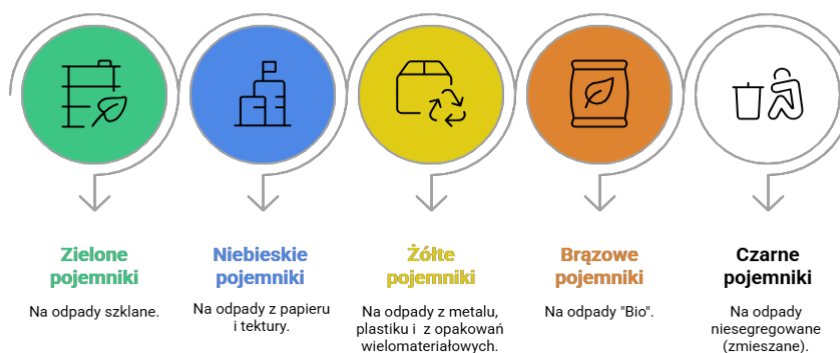 Zielone
pojemniki
Na odpady szklane.
Niebieskie
pojemniki
Na odpady z papieru
i tektury.
Żółte
pojemniki
Na odpady z metalu,
plastiku i z opakowań
wielomateriałowych.
Brązowe
pojemniki
Na odpady "Bio".
Czarne
pojemniki
Na odpady
niesegregowane
(zmieszane).